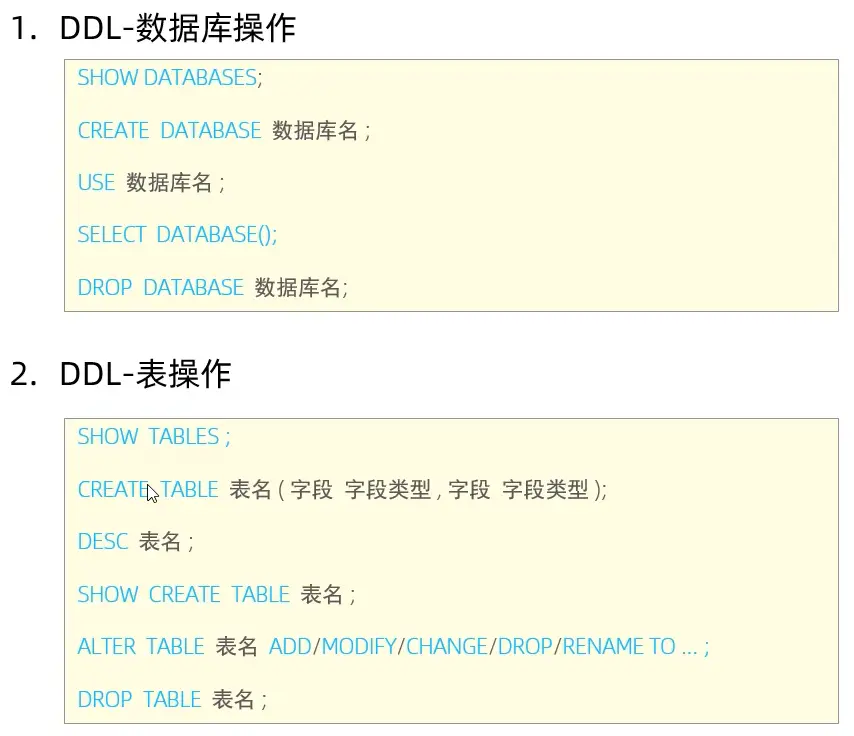 1. DDL-数据库操作
SHOW DATABASES;
CREATE DATABASE 数据库名 ;
USE 数据库名 ;
SELECT DATABASE();
DROP DATABASE 数据库名;
2. DDL-表操作
SHOW TABLES ;
CREATE TABLE 表名 ( 字段 字段类型 , 字段 字段类型 );
DESC 表名 ;
SHOW CREATE TABLE 表名 ;
ALTER TABLE 表名 ADD/MODIFY/CHANGE/DROP/RENAME TO ... ;
DROP TABLE 表名 ;